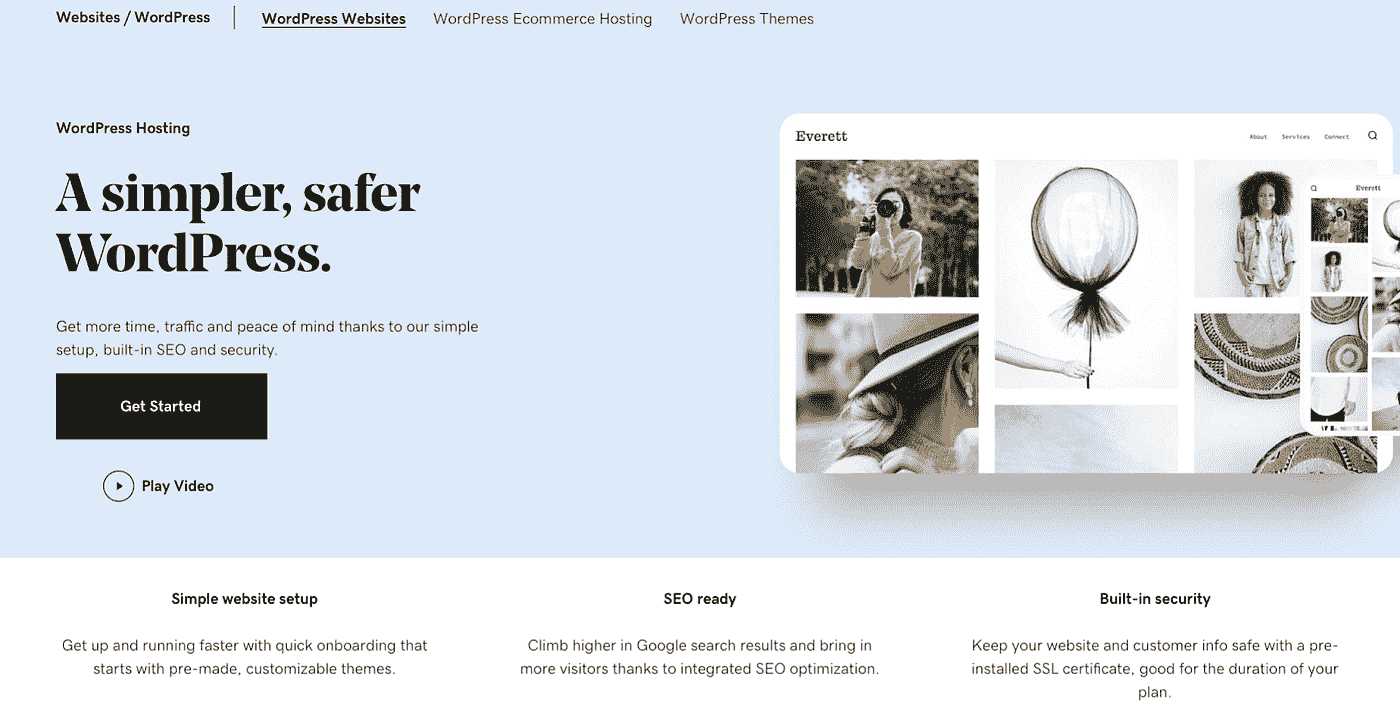 Websites / WordPress
WordPress Websites
WordPress Ecommerce Hosting
WordPress Themes
WordPress Hosting
A simpler, safer
WordPress.
Get more time, traffic and peace of mind thanks to our simple
setup, built-in SEO and security.
Get Started
Play Video
Everett
About
Services
Connect
Everett
Simple website setup
Get up and running faster with quick onboarding that
starts with pre-made, customizable themes.
SEO ready
Climb higher in Google search results and bring in
more visitors thanks to integrated SEO optimization.
Built-in security
Keep your website and customer info safe with a pre-
installed SSL certificate, good for the duration of your
plan.